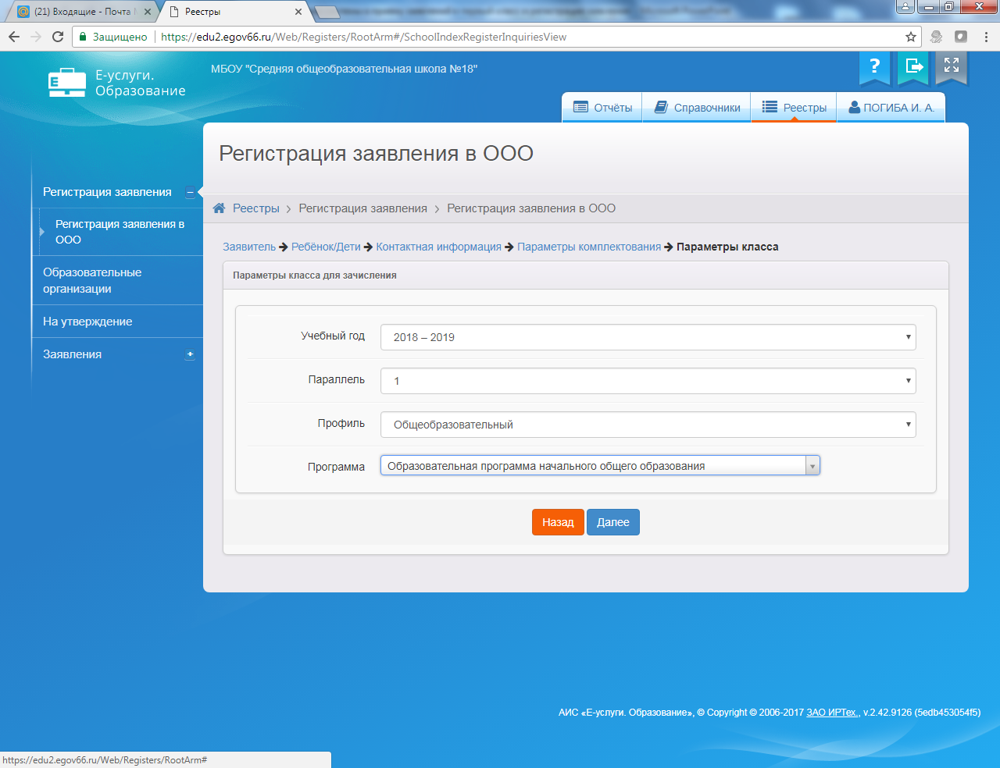 (21) Входящие - Почта
Реестры
Защищено
https://edu2.egov66.ru/Web/Registers/RootArm#/SchoolIndexRegisterInquiriesView
Е-услуги.
Образование
МБОУ "Средняя общеобразовательная школа №18"
?
Отчёты
Справочники
Реестры
ПОГИБА И. А.
Регистрация заявления в ООО
Регистрация заявления
Регистрация заявления в
ООО
Образовательные
организации
На утверждение
Заявления
Реестры > Регистрация заявления > Регистрация заявления в ООО
Заявитель → Ребёнок/Дети → Контактная информация → Параметры комплектования → Параметры класса
Параметры класса для зачисления
Учебный год
2018 – 2019
Параллель
1
Профиль
Общеобразовательный
Программа
Образовательная программа начального общего образования
Назад
Далее
АИС «Е-услуги. Образование», © Copyright © 2006-2017 ЗАО ИРТех., v.2.42.9126 (5edb453054f5)
https://edu2.egov66.ru/Web/Registers/RootArm#